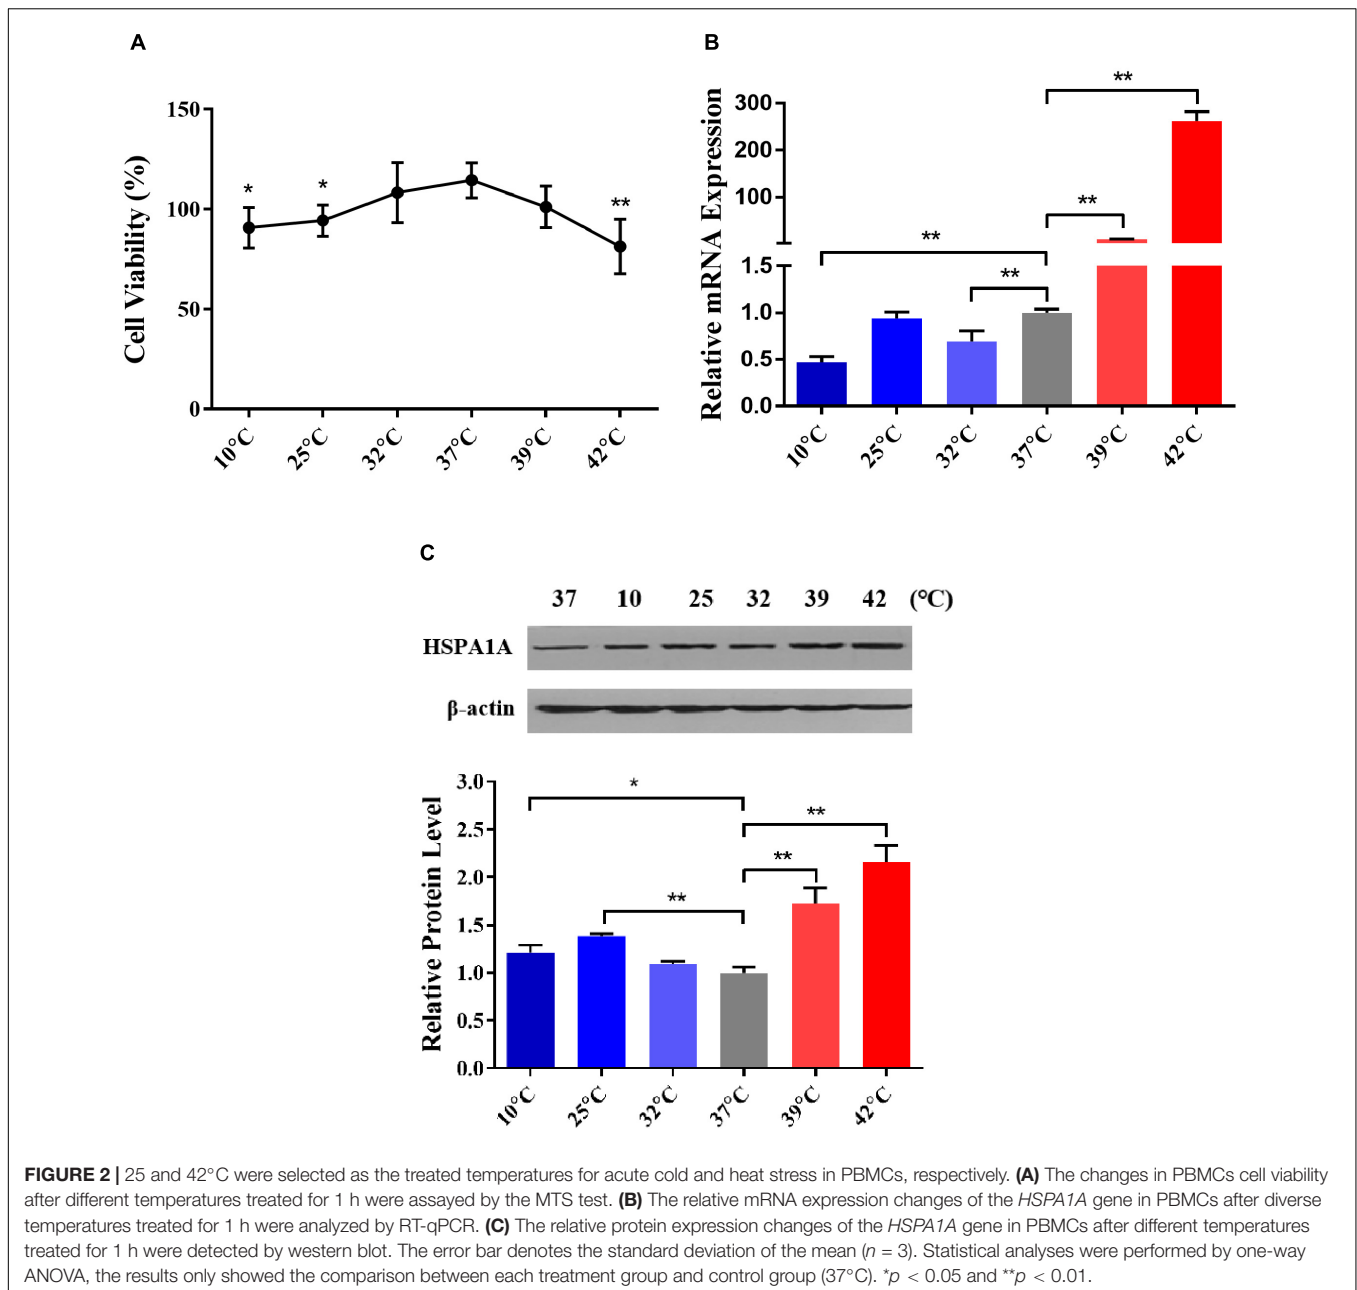 A
150
100
50
0
Cell Viability (%)
*
*
**
10°C
25°C
32°C
37°C
39°C
42°C
B
300
200
100
1.5
1.0
0.5
0.0
Relative mRNA Expression
**
**
**
**
10°C
25°C
32°C
37°C
39°C
42°C
C
37 10 25 32 39 42 (°C)
HSPA1A
β-actin
3.0
2.5
2.0
1.5
1.0
0.5
0.0
Relative Protein Level
*
**
**
**
10°C
25°C
32°C
37°C
39°C
42°C
FIGURE 2 | 25 and 42°C were selected as the treated temperatures for acute cold and heat stress in PBMCs, respectively. (A) The changes in PBMCs cell viability
after different temperatures treated for 1 h were assayed by the MTS test. (B) The relative mRNA expression changes of the HSPA1A gene in PBMCs after diverse
temperatures treated for 1 h were analyzed by RT-qPCR. (C) The relative protein expression changes of the HSPA1A gene in PBMCs after different temperatures
treated for 1 h were detected by western blot. The error bar denotes the standard deviation of the mean (n = 3). Statistical analyses were performed by one-way
ANOVA, the results only showed the comparison between each treatment group and control group (37°C). *p < 0.05 and **p < 0.01.